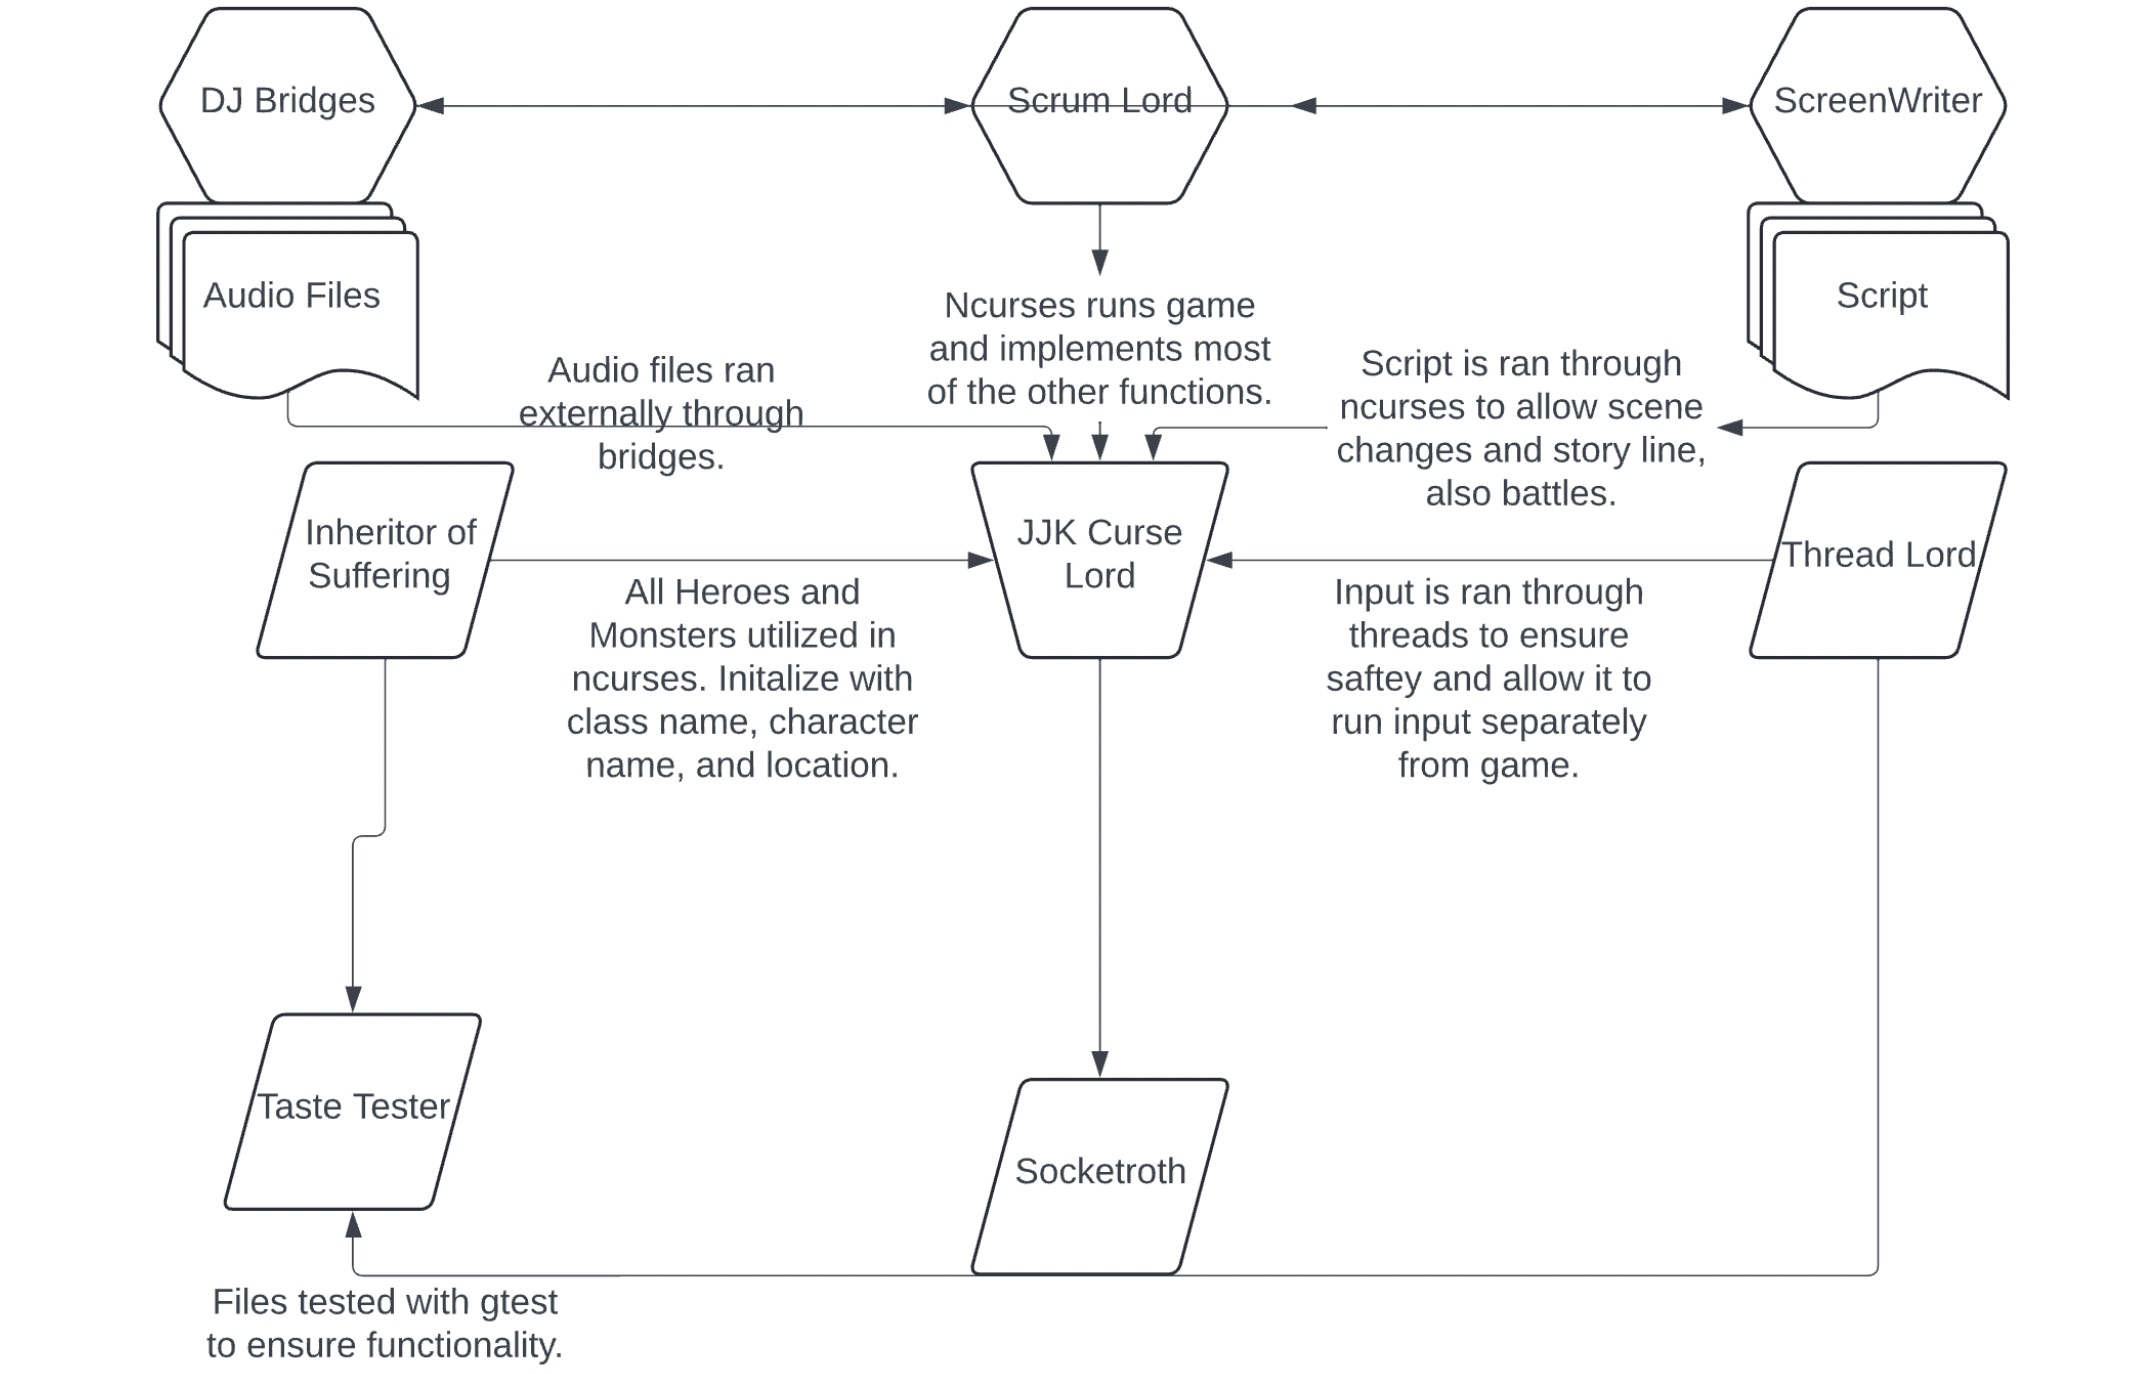 DJ Bridges
Scrum Lord
ScreenWriter
Audio Files
Script
Ncurses runs game
and implements most
of the other functions.
Audio files ran
externally through
bridges.
Script is ran through
ncurses to allow scene
changes and story line,
also battles.
Inheritor of
Suffering
JJK Curse
Lord
Thread Lord
All Heroes and
Monsters utilized in
ncurses. Initalize with
class name, character
name, and location.
Input is ran through
threads to ensure
saftey and allow it to
run input separately
from game.
Taste Tester
Socketroth
Files tested with gtest
to ensure functionality.